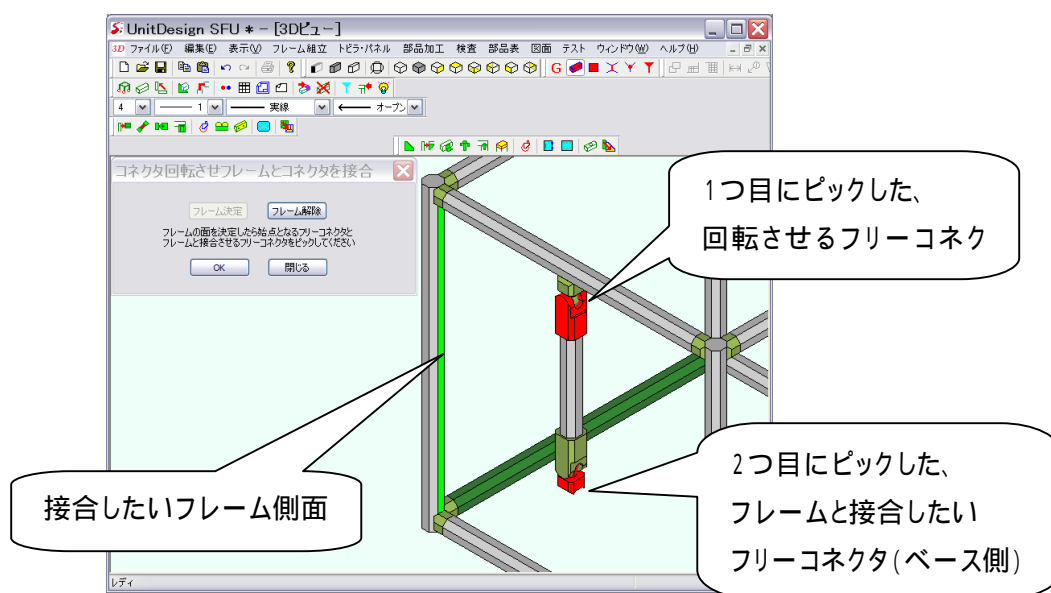 UnitDesign SFU * - [3Dビュー]
3D ファイル(F) 編集(E) 表示(V) フレーム組立 トビラ・パネル 部品加工 検査 部品表 図面 テスト ウィンドウ(W) ヘルプ(H)
4 1 実線 オープン
コネクタ回転させフレームとコネクタを接合
フレーム決定 フレーム解除
フレームの面を決定したら始点となるフリーコネクタと
フレームと接合させるフリーコネクタをピックしてください
OK 閉じる
1つ目にピックした、
回転させるフリーコネク
接合したいフレーム側面
2つ目にピックした、
フレームと接合したい
フリーコネクタ(ベース側)
レディ